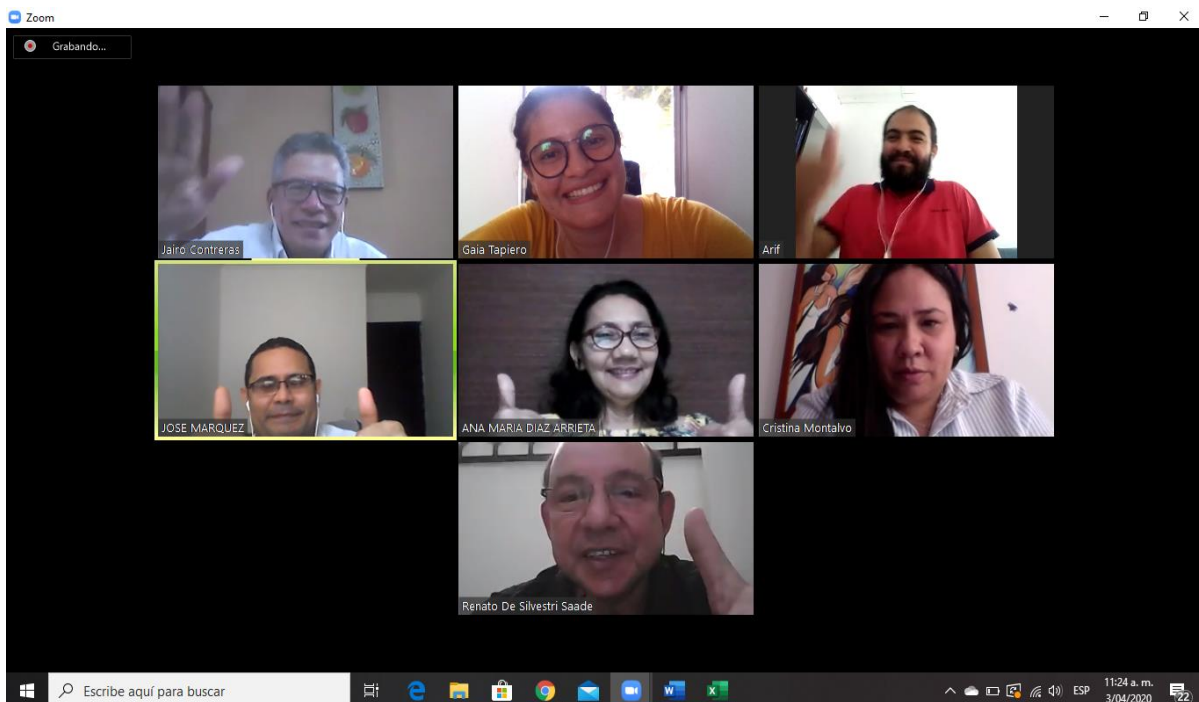 Zoom
Grabando...
Jairo Contreras
Gaia Tapiero
Arif
JOSE MARQUEZ
ANA MARIA DIAZ ARRIETA
Cristina Montalvo
Renato De Silvestri Saade
Escribe aquí para buscar
ESP
11:24 a. m.
3/04/2020
22